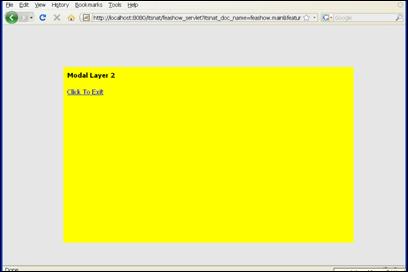 File Edit View History Bookmarks Tools Help
http://localhost:8080/itsnat/feashow_servlet?itsnat_doc_name=feashow.main&featur
Google
Modal Layer 2
Click To Exit
Done